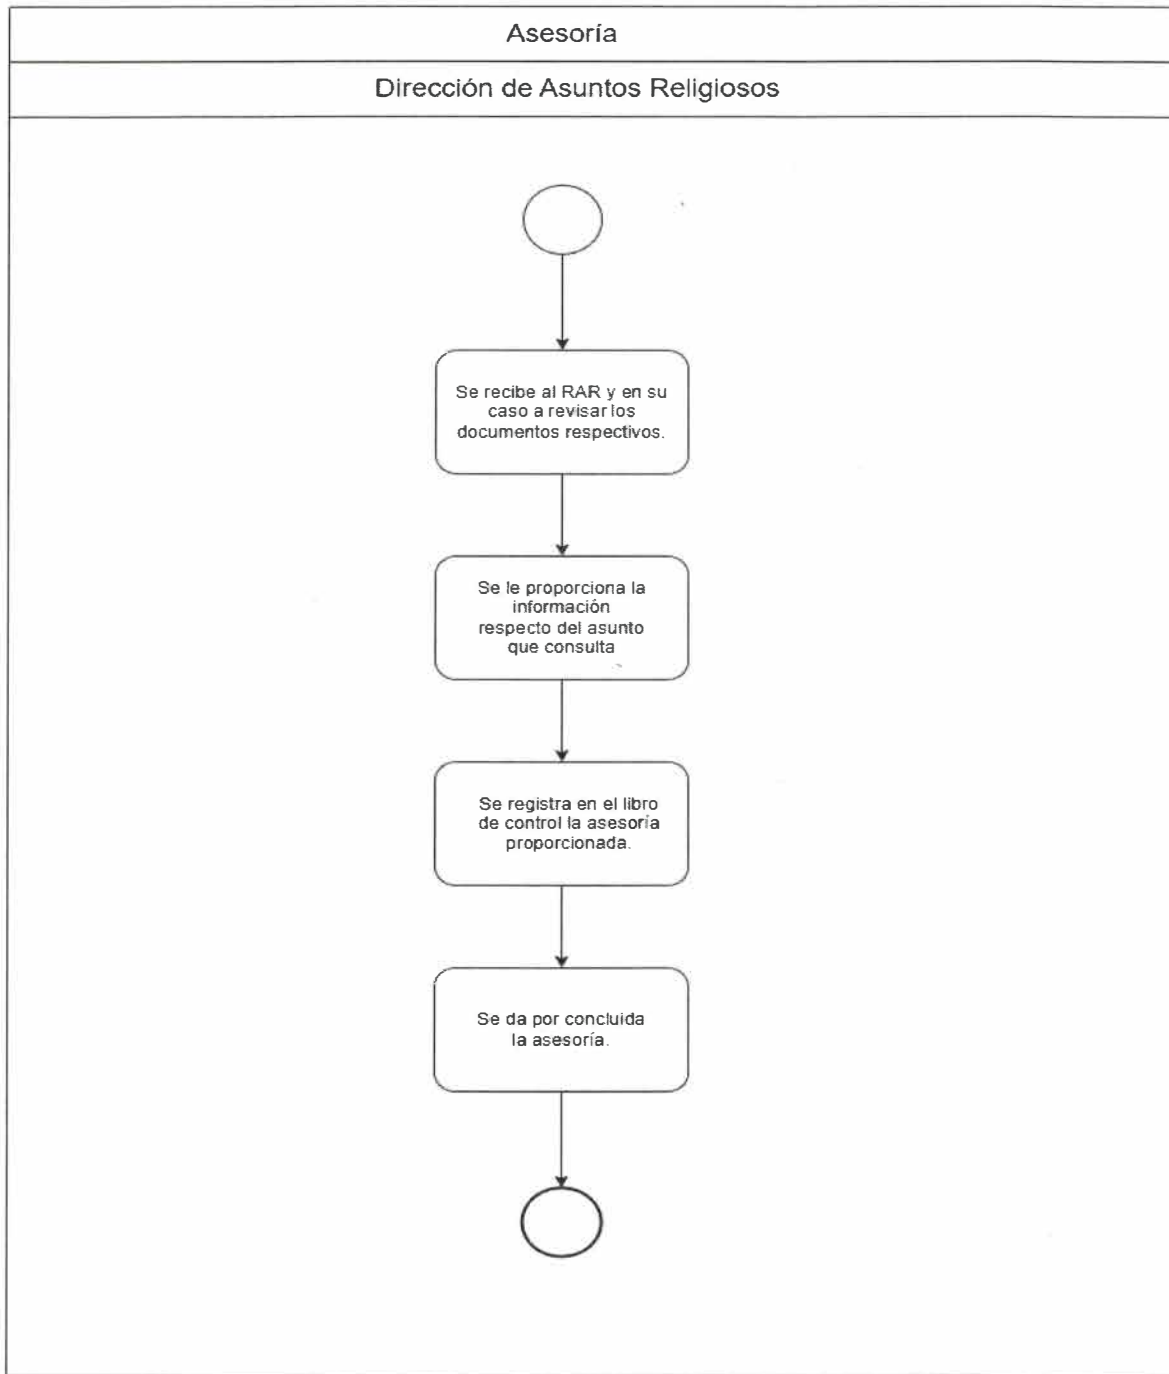 Asesoría
Dirección de Asuntos Religiosos
Se recibe al RAR y en su
caso a revisar los
documentos respectivos.
Se le proporciona la
información
respecto del asunto
que consulta
Se registra en el libro
de control la asesoría
proporcionada.
Se da por concluida
la asesoría.